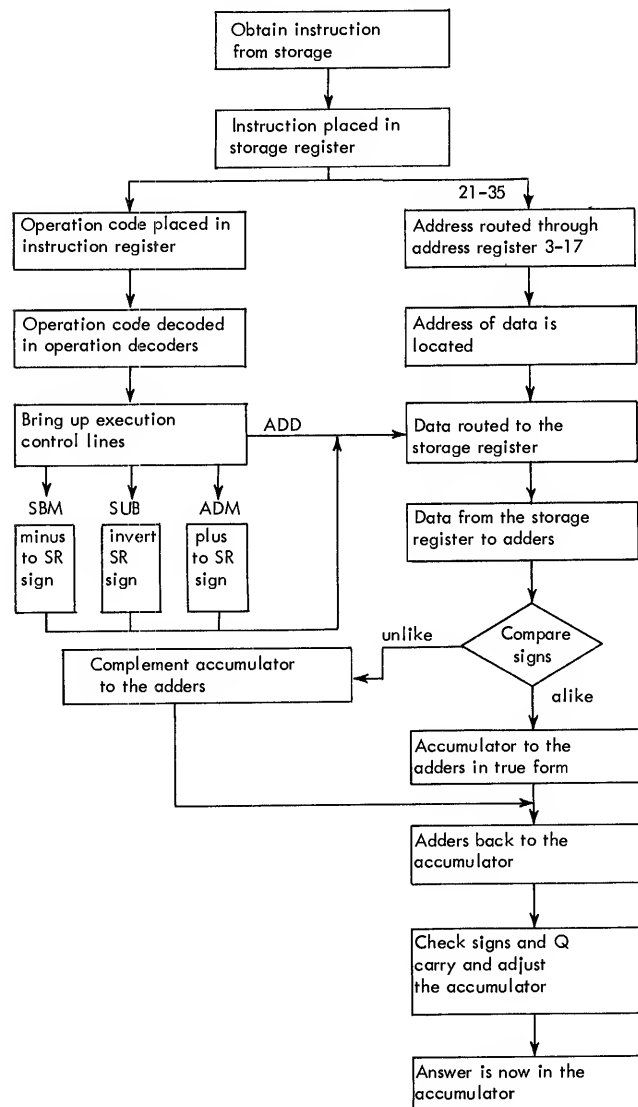 Obtain instruction
from storage
Instruction placed in
storage register
21-35
Operation code placed in
instruction register
Address routed through
address register 3-17
Operation code decoded
in operation decoders
Address of data is
located
Bring up execution
control lines
ADD
Data routed to the
storage register
SBM
SUB
ADM
minus
to SR
sign
invert
SR
sign
plus
to SR
sign
Data from the storage
register to adders
Compare
signs
unlike
alike
Complement accumulator
to the adders
Accumulator to the
adders in true form
Adders back to the
accumulator
Check signs and Q
carry and adjust
the accumulator
Answer is now in the
accumulator